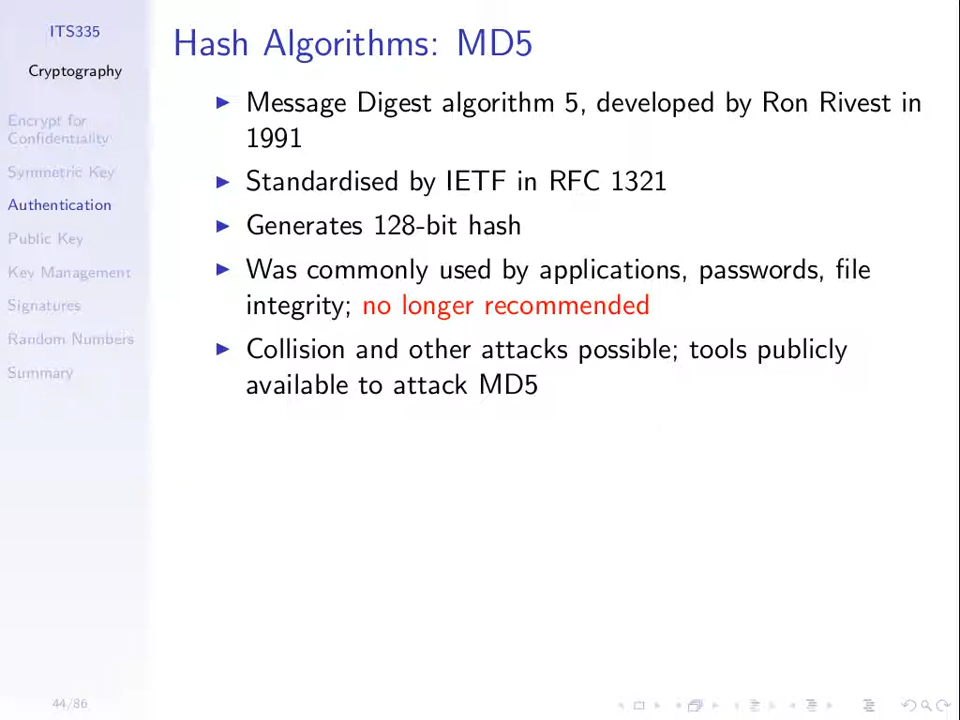 ITS335
Cryptography
Encrypt for
Confidentiality
Symmetric Key
Authentication
Public Key
Key Management
Signatures
Random Numbers
Summary
44/86
Hash Algorithms: MD5
Message Digest algorithm 5, developed by Ron Rivest in
1991
Standardised by IETF in RFC 1321
Generates 128-bit hash
Was commonly used by applications, passwords, file
integrity; no longer recommended
Collision and other attacks possible; tools publicly
available to attack MD5